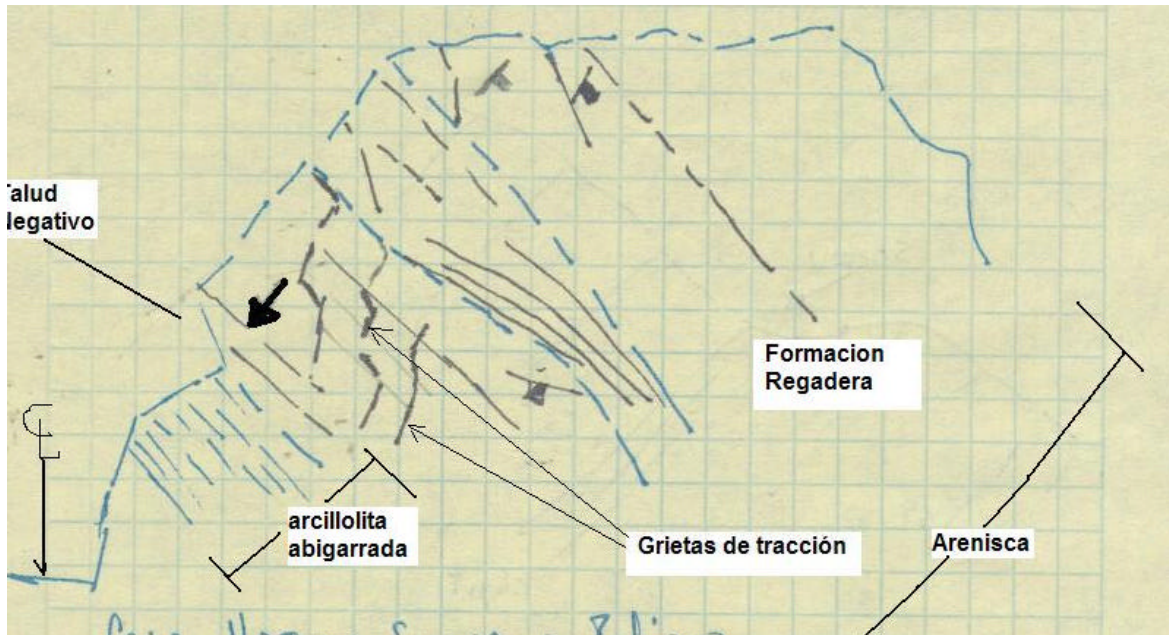 Talud
Negativo
Formacion
Regadera
arcillolita
abigarrada
Grietas de tracción
Arenisca